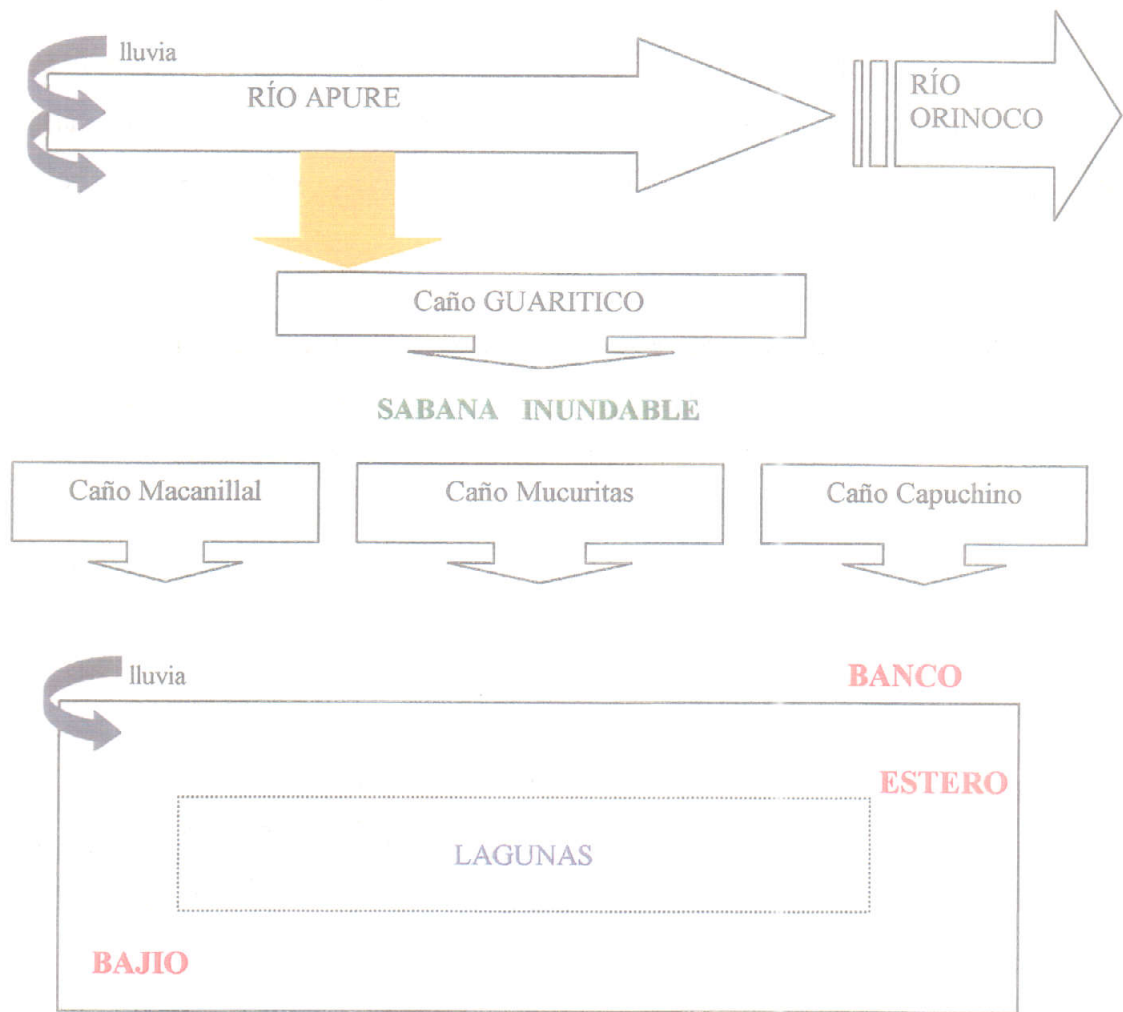 lluvia
RÍO APURE
RÍO
ORINOCO
Caño GUARITICO
SABANA INUNDABLE
Caño Macanillal
Caño Mucuritas
Caño Capuchino
lluvia
BANCO
ESTERO
LAGUNAS
BAJIO